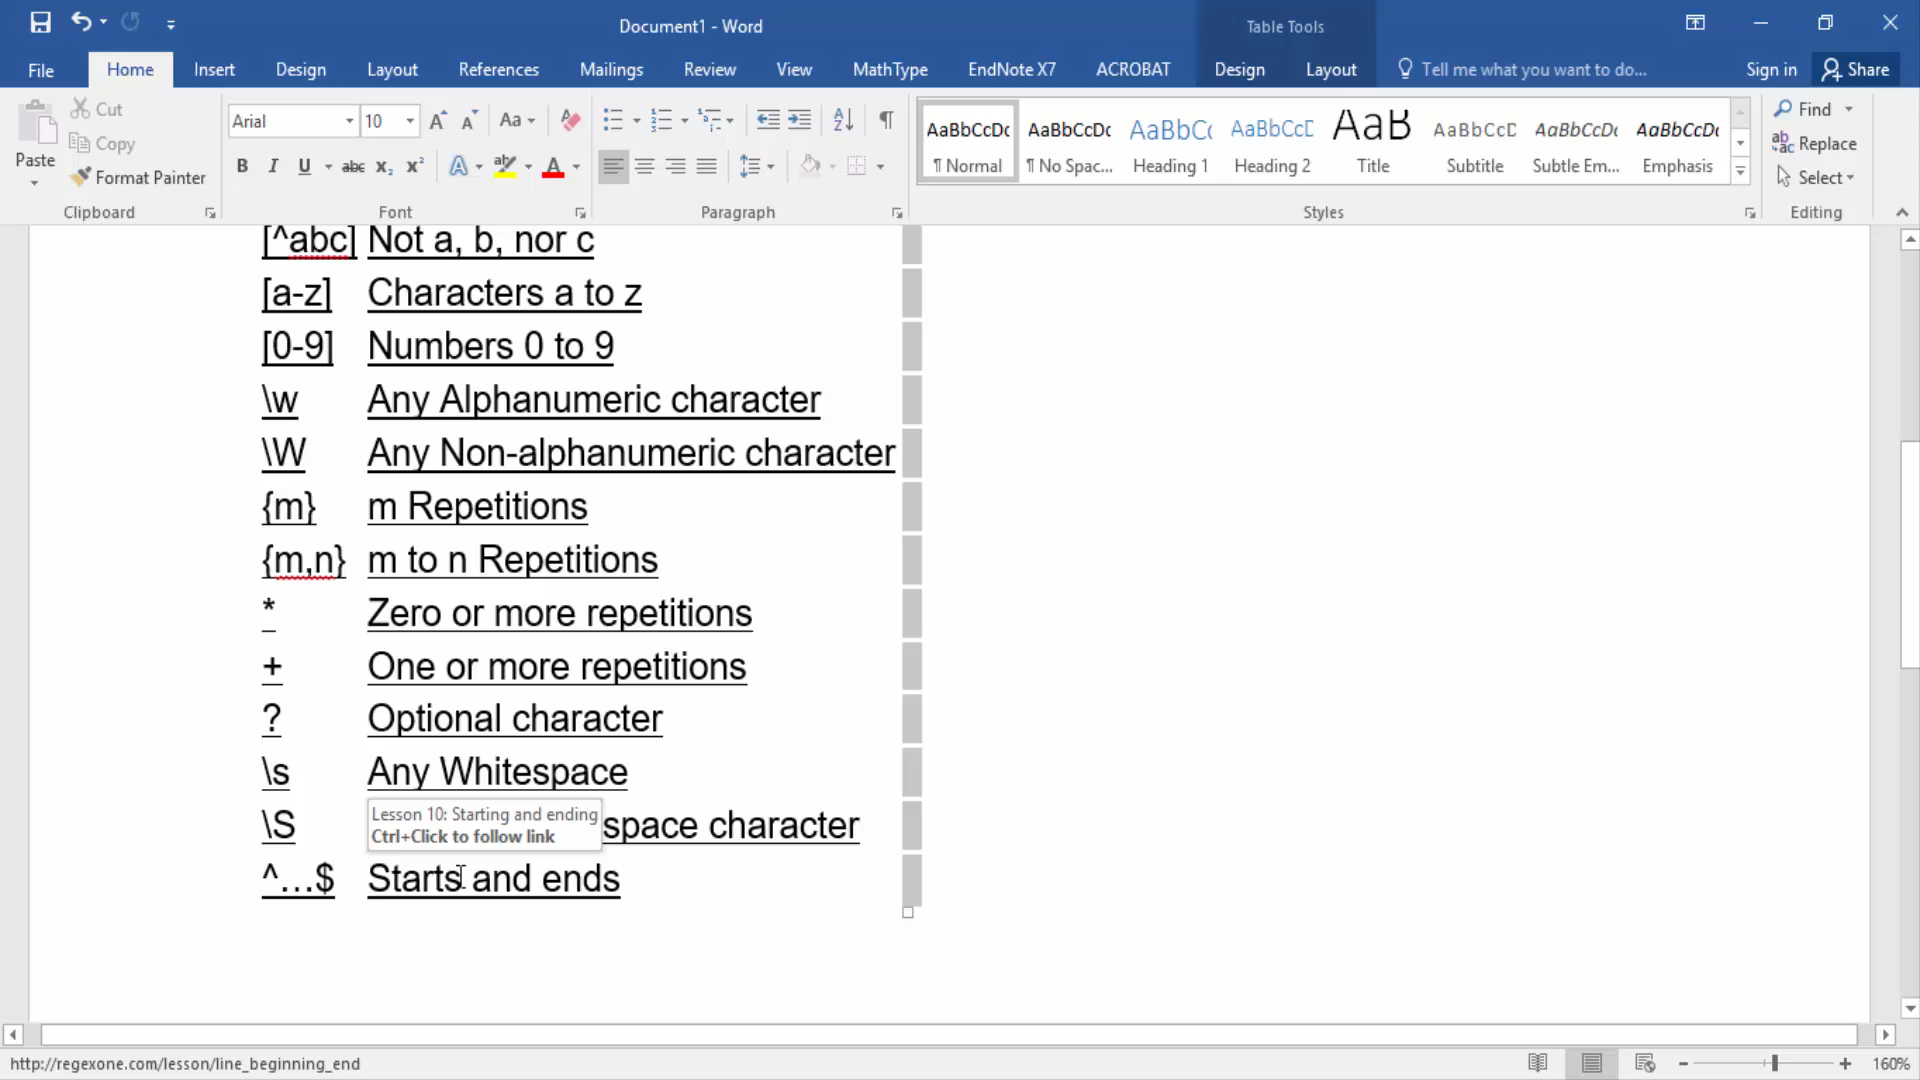 Document1 - Word
Table Tools
File
Home
Insert
Design
Layout
References
Mailings
Review
View
MathType
EndNote X7
ACROBAT
Design
Layout
Tell me what you want to do...
Sign in
Share
Paste
Cut
Copy
Format Painter
Clipboard
Arial
10
Aa
B I U abc x₂ x²
A
A
Font
Paragraph
AaBbCcDc
¶ Normal
AaBbCcDc
¶ No Spac...
AaBbC
Heading 1
AaBbCcD
Heading 2
AaB
Title
AaBbCcD
Subtitle
AaBbCcDc
Subtle Em...
AaBbCcDc
Emphasis
Styles
Find
Replace
Select
Editing
[^abc] Not a, b, nor c
[a-z] Characters a to z
[0-9] Numbers 0 to 9
\w Any Alphanumeric character
\W Any Non-alphanumeric character
{m} m Repetitions
{m,n} m to n Repetitions
* Zero or more repetitions
+ One or more repetitions
? Optional character
\s Any Whitespace
Lesson 10: Starting and ending
Ctrl+Click to follow link
\S space character
^…$ Starts and ends
http://regexone.com/lesson/line_beginning_end
160%